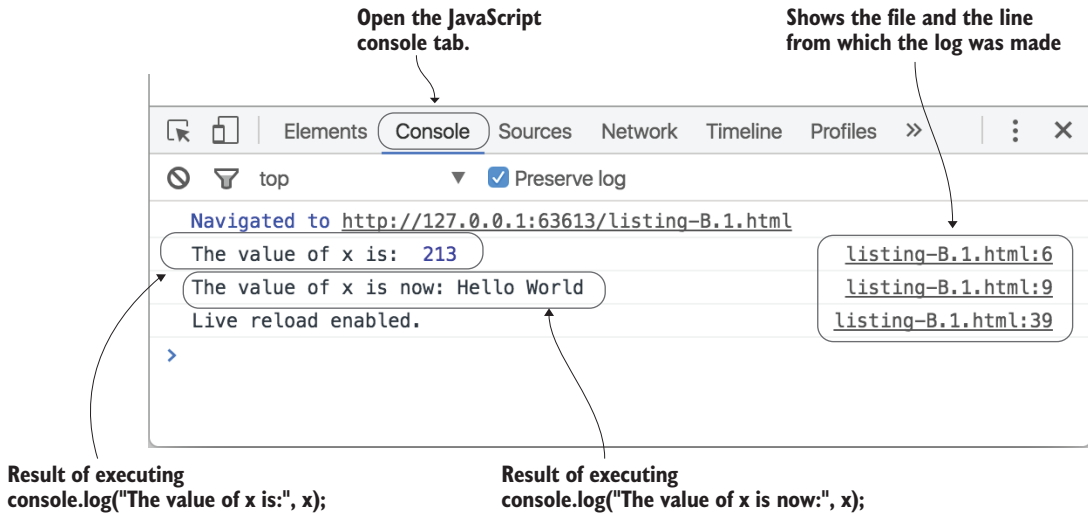 Open the JavaScript
console tab.
Shows the file and the line
from which the log was made
Elements Console Sources Network Timeline Profiles »
top ▼ Preserve log
Navigated to http://127.0.0.1:63613/listing-B.1.html
The value of x is: 213 listing-B.1.html:6
The value of x is now: Hello World listing-B.1.html:9
Live reload enabled. listing-B.1.html:39
>
Result of executing
console.log("The value of x is:", x);
Result of executing
console.log("The value of x is now:", x);